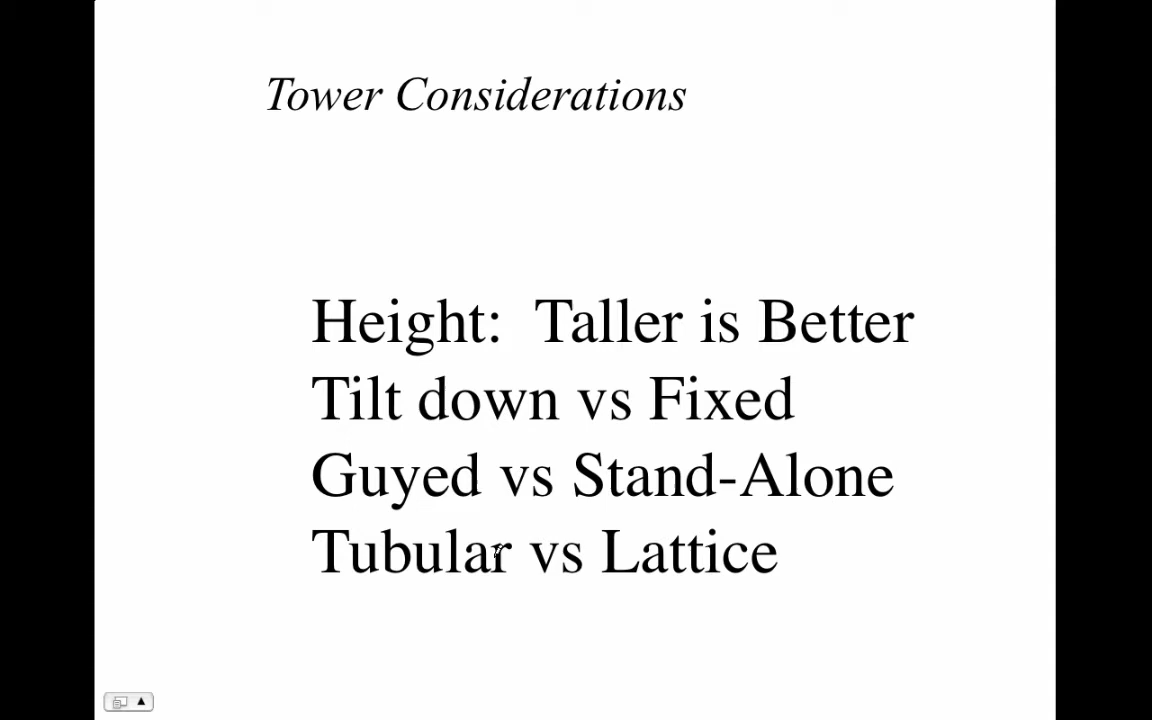 Tower Considerations
Height:  Taller is Better
Tilt down vs Fixed
Guyed vs Stand-Alone
Tubular vs Lattice